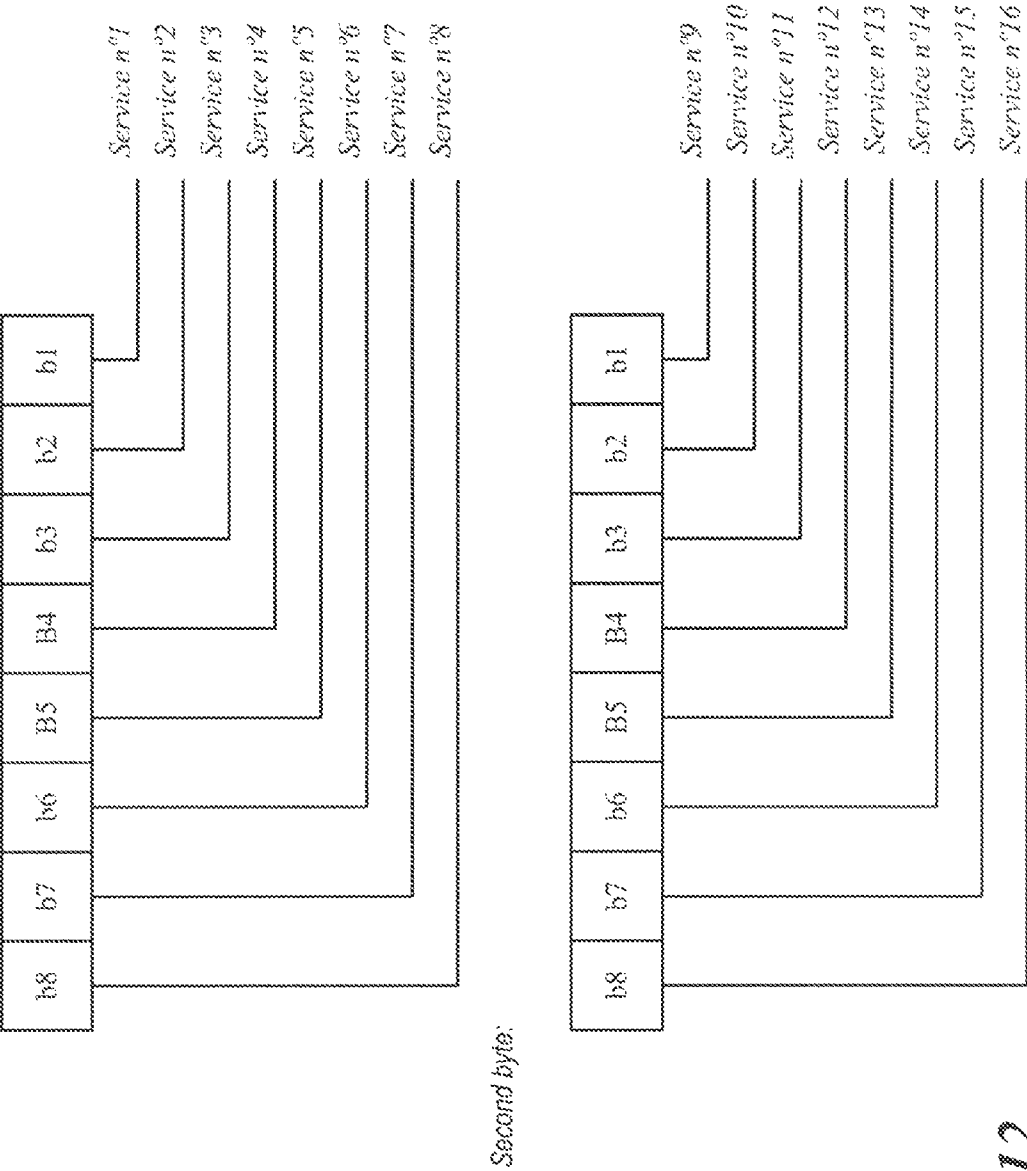 b8 b7 b6 B5 B4 b3 b2 b1
Service n°1
Service n°2
Service n°3
Service n°4
Service n°5
Service n°6
Service n°7
Service n°8
Second byte:
b8 b7 b6 B5 B4 b3 b2 b1
Service n°9
Service n°10
Service n°11
Service n°12
Service n°13
Service n°14
Service n°15
Service n°16
12